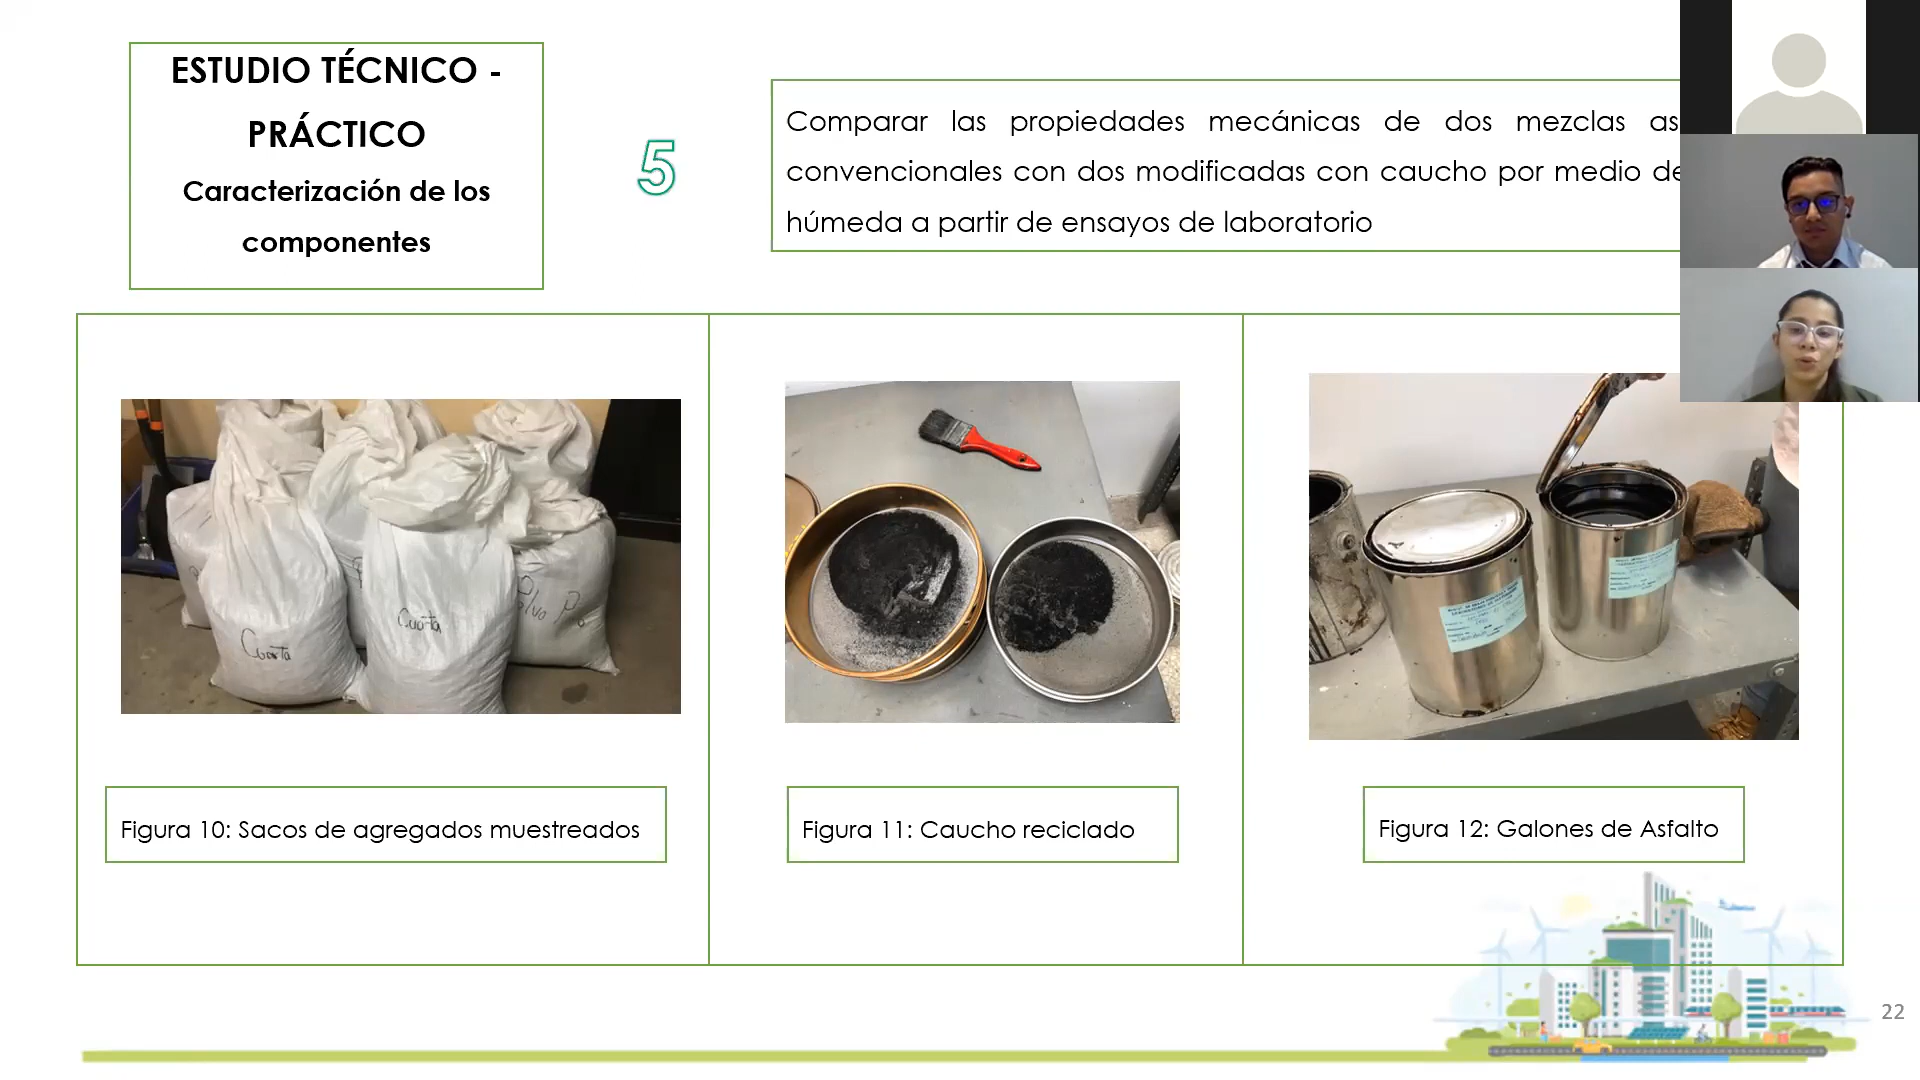 ESTUDIO TÉCNICO -
PRÁCTICO
Caracterización de los
componentes
5
Comparar las propiedades mecánicas de dos mezclas as
convencionales con dos modificadas con caucho por medio de
húmeda a partir de ensayos de laboratorio
Cuarta
Polvo
Figura 10: Sacos de agregados muestreados
Figura 11: Caucho reciclado
Figura 12: Galones de Asfalto
22